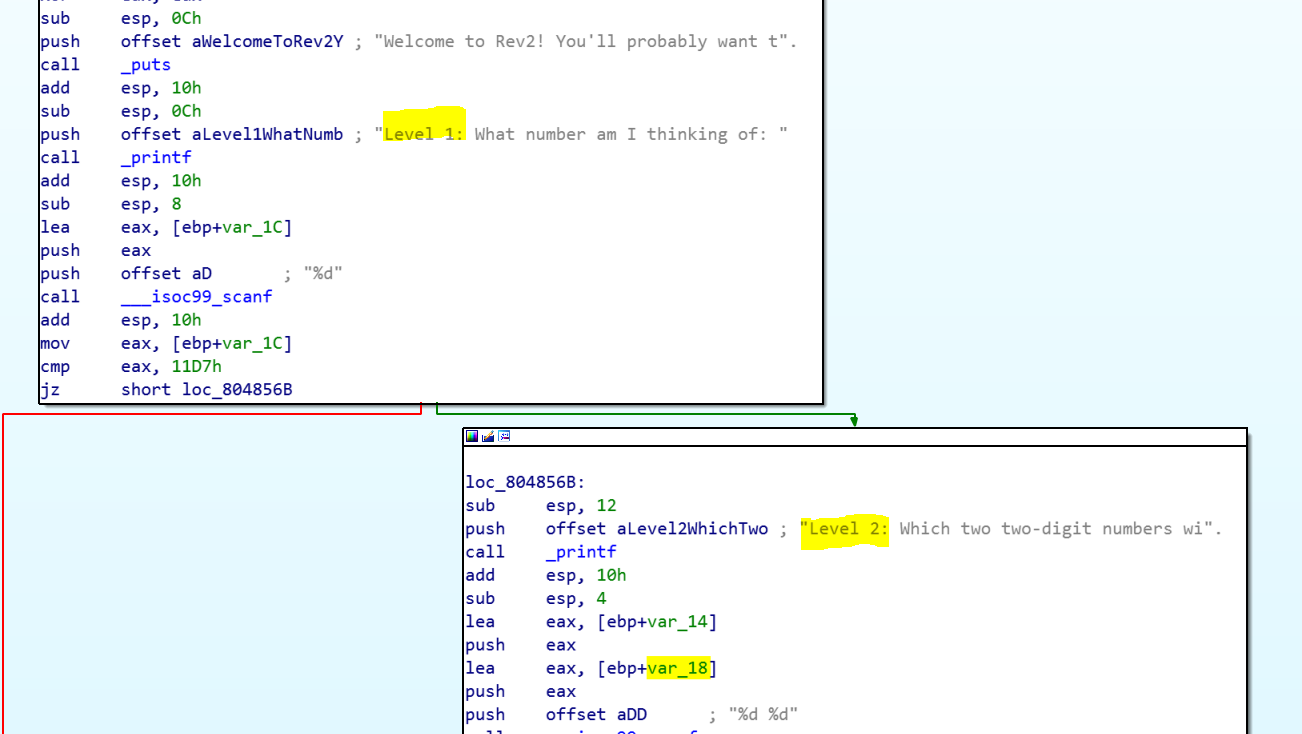 sub esp, 0Ch
push offset aWelcomeToRev2Y ; "Welcome to Rev2! You'll probably want t".
call _puts
add esp, 10h
sub esp, 0Ch
push offset aLevel1WhatNumb ; "Level 1: What number am I thinking of: "
call _printf
add esp, 10h
sub esp, 8
lea eax, [ebp+var_1C]
push eax
push offset aD ; "%d"
call ___isoc99_scanf
add esp, 10h
mov eax, [ebp+var_1C]
cmp eax, 11D7h
jz short loc_804856B
loc_804856B:
sub esp, 12
push offset aLevel2WhichTwo ; "Level 2: Which two two-digit numbers wi".
call _printf
add esp, 10h
sub esp, 4
lea eax, [ebp+var_14]
push eax
lea eax, [ebp+var_18]
push eax
push offset aDD ; "%d %d"